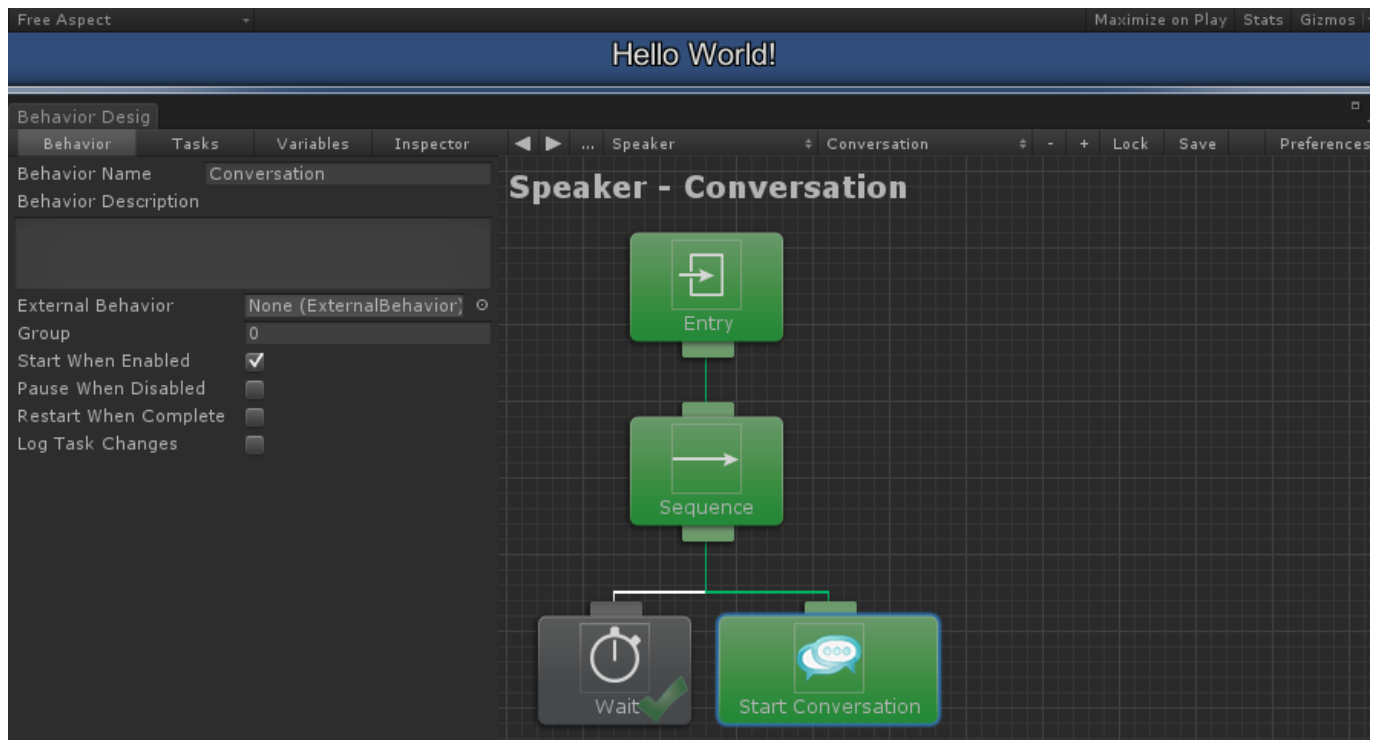 Free Aspect Maximize on Play Stats Gizmos
Hello World!
Behavior Desig
Behavior Tasks Variables Inspector ... Speaker Conversation - + Lock Save Preferences
Behavior Name Conversation
Speaker - Conversation
Behavior Description
External Behavior None (ExternalBehavior)
Group 0
Start When Enabled
Pause When Disabled
Restart When Complete
Log Task Changes
Entry
Sequence
Wait Start Conversation